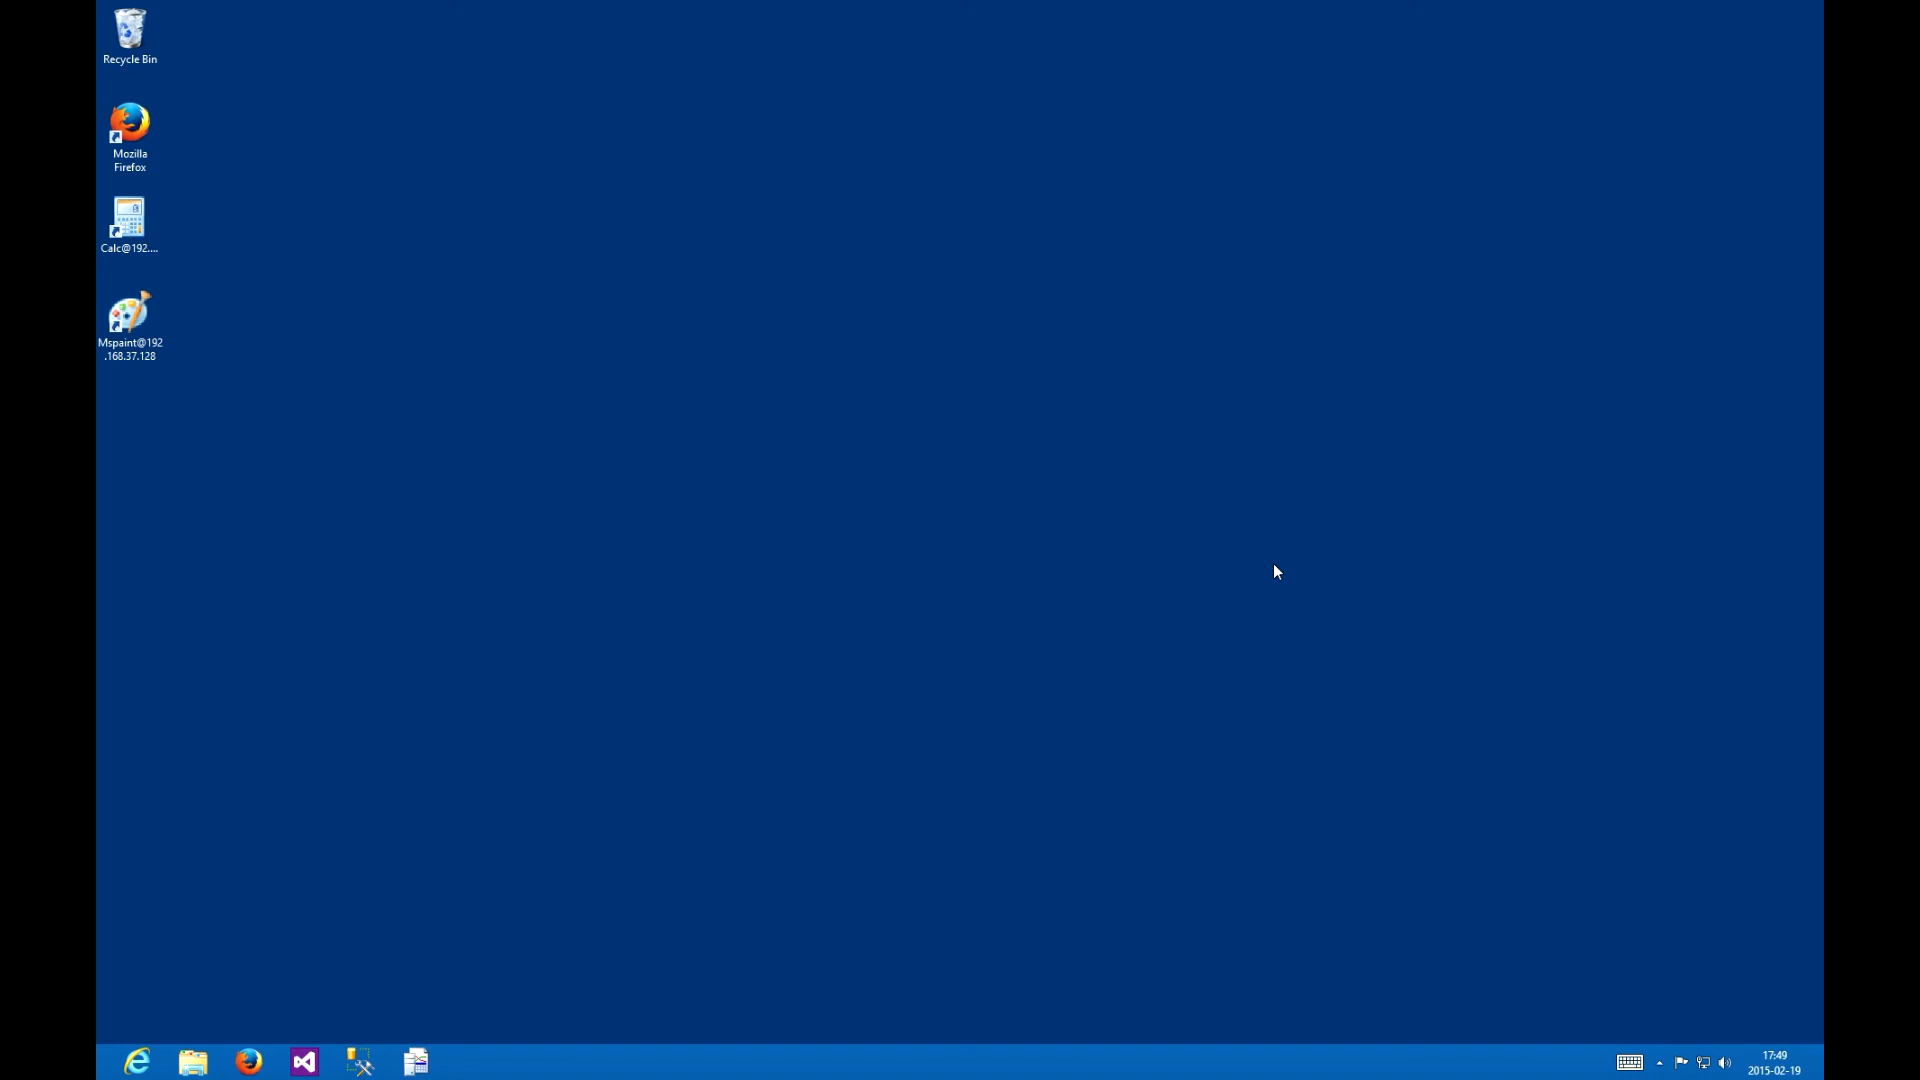 Recycle Bin
Mozilla
Firefox
Calc@192....
Mspaint@192
.168.37.128
17:49
2015-02-19